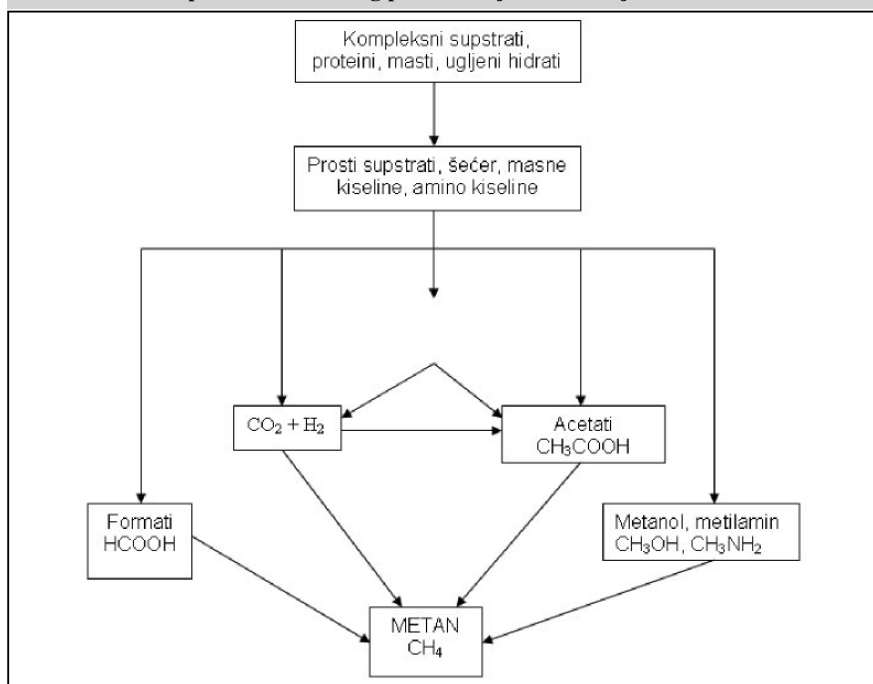 Kompleksni supstrati,
proteini, masti, ugljeni hidrati
Prosti supstrati, šećer, masne
kiseline, amino kiseline
CO₂ + H₂
Acetati
CH₃COOH
Formati
HCOOH
Metanol, metilamin
CH₃OH, CH₃NH₂
METAN
CH₄